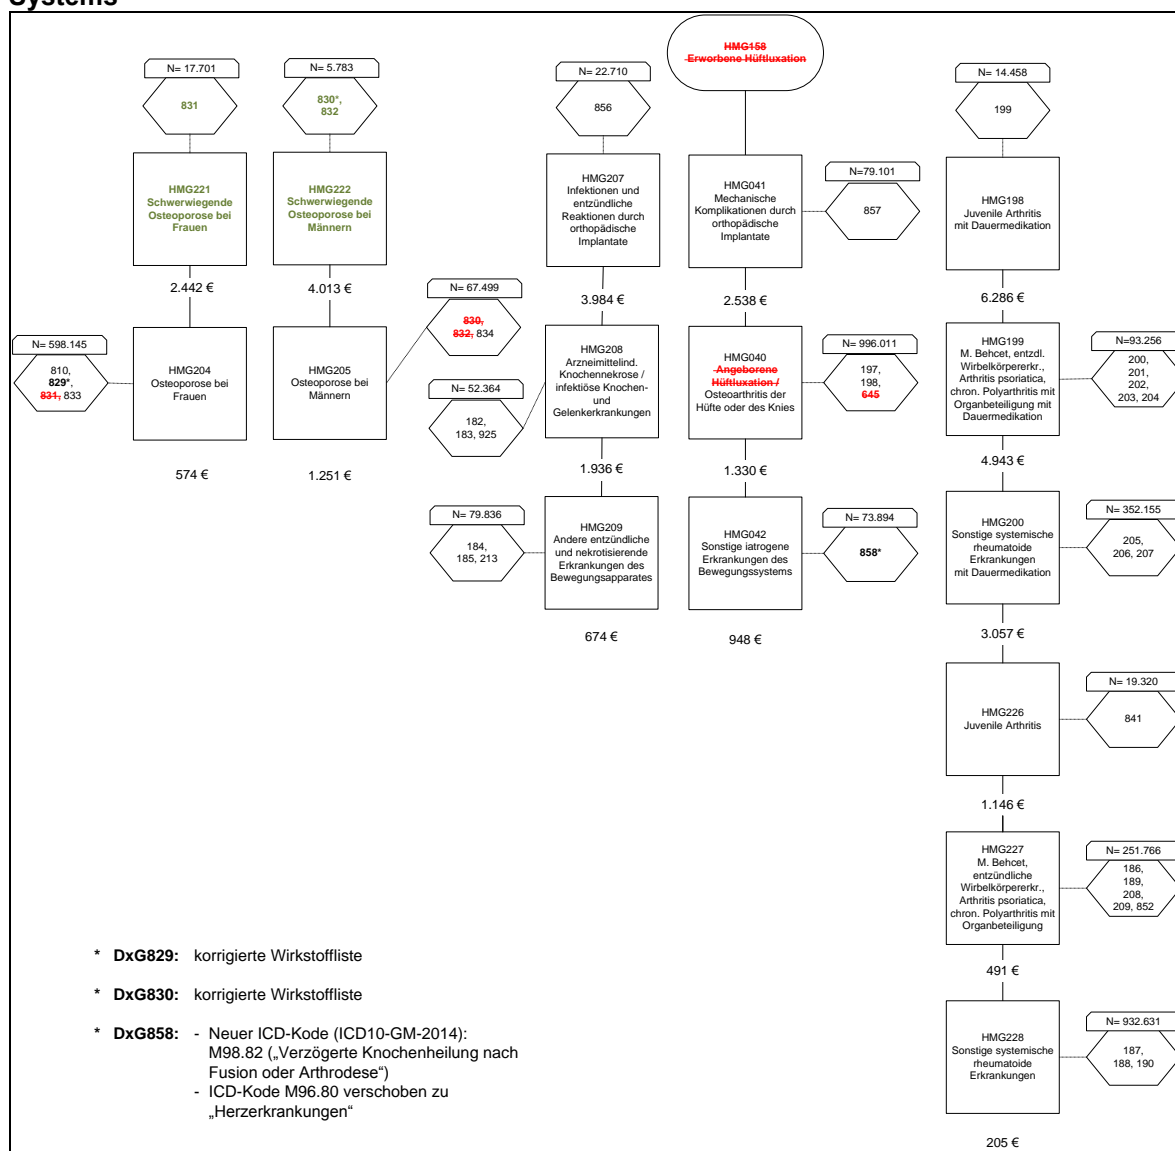 Systems
N= 17.701
831
HMG221
Schwerwiegende
Osteoporose bei
Frauen
2.442 €
N= 598.145
810,
829*,
831, 833
HMG204
Osteoporose bei
Frauen
574 €
N= 5.783
830*,
832
HMG222
Schwerwiegende
Osteoporose bei
Männern
4.013 €
N= 67.499
830,
832, 834
HMG205
Osteoporose bei
Männern
1.251 €
N= 22.710
856
HMG207
Infektionen und
entzündliche
Reaktionen durch
orthopädische
Implantate
3.984 €
N= 52.364
182,
183, 925
HMG208
Arzneimittelind.
Knochennekrose /
infektiöse Knochen-
und
Gelenkerkrankungen
1.936 €
N= 79.836
184,
185, 213
HMG209
Andere entzündliche
und nekrotisierende
Erkrankungen des
Bewegungsapparates
674 €
HMG158
Erworbene Hüftluxation
HMG041
Mechanische
Komplikationen durch
orthopädische
Implantate
N=79.101
857
2.538 €
HMG040
Angeborene
Hüftluxation /
Osteoarthritis der
Hüfte oder des Knies
N= 996.011
197,
198,
645
1.330 €
HMG042
Sonstige iatrogene
Erkrankungen des
Bewegungssystems
N= 73.894
858*
948 €
N= 14.458
199
HMG198
Juvenile Arthritis
mit Dauermedikation
6.286 €
HMG199
M. Behcet, entzdl.
Wirbelkörpererkr.,
Arthritis psoriatica,
chron. Polyarthritis mit
Organbeteiligung mit
Dauermedikation
N=93.256
200,
201,
202,
203, 204
4.943 €
HMG200
Sonstige systemische
rheumatoide
Erkrankungen
mit Dauermedikation
N= 352.155
205,
206, 207
3.057 €
HMG226
Juvenile Arthritis
N= 19.320
841
1.146 €
HMG227
M. Behcet,
entzündliche
Wirbelkörpererkr.,
Arthritis psoriatica,
chron. Polyarthritis mit
Organbeteiligung
N= 251.766
186,
189,
208,
209, 852
491 €
HMG228
Sonstige systemische
rheumatoide
Erkrankungen
N= 932.631
187,
188, 190
205 €
* DxG829: korrigierte Wirkstoffliste
* DxG830: korrigierte Wirkstoffliste
* DxG858: - Neuer ICD-Kode (ICD10-GM-2014):
M98.82 („Verzögerte Knochenheilung nach
Fusion oder Arthrodese“)
- ICD-Kode M96.80 verschoben zu
„Herzerkrankungen“